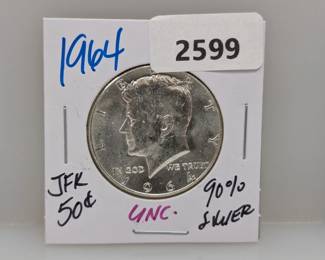 1964
2599
LIBERTY
IN GOD WE TRUST
1964
JFK
50¢
UNC.
90%
SILVER